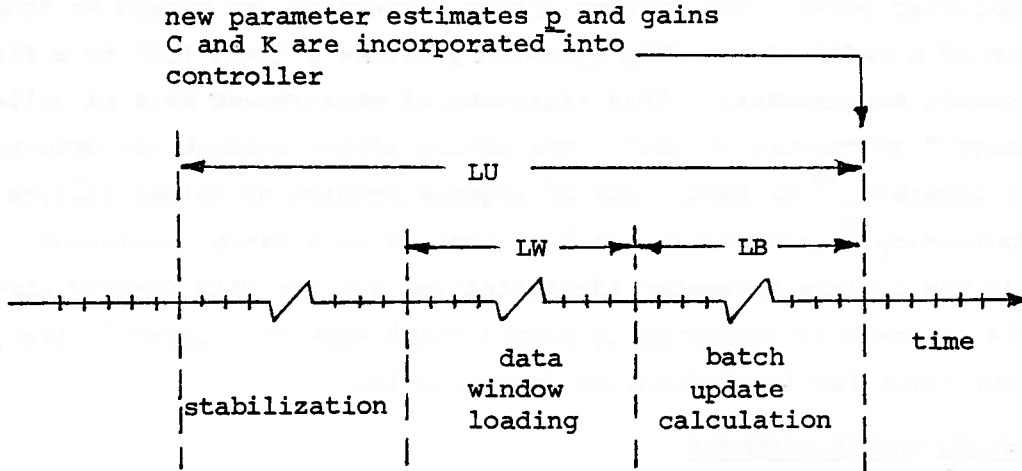 new parameter estimates p and gains
C and K are incorporated into
controller
LU
LW
LB
time
stabilization
data
window
loading
batch
update
calculation